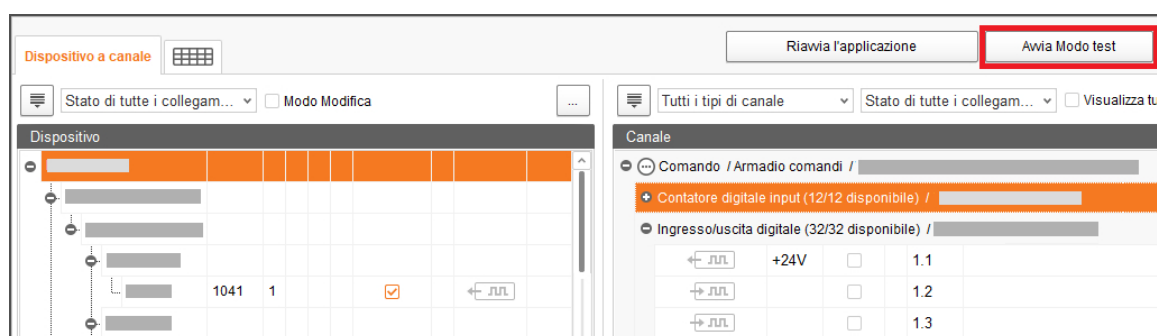 Dispositivo a canale
Riavvia l'applicazione
Avvia Modo test
Stato di tutte i collegam...
Modo Modifica
...
Tutti i tipi di canale
Stato di tutte i collegam...
Visualizza tu
Dispositivo
Canale
Comando / Armadio comandi /
Contatore digitale input (12/12 disponibile) /
Ingresso/uscita digitale (32/32 disponibile) /
+24V 1.1
1041 1
1.2
1.3